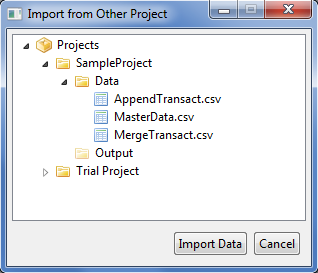 Import from Other Project
Projects
SampleProject
Data
AppendTransact.csv
MasterData.csv
MergeTransact.csv
Output
Trial Project
Import Data Cancel